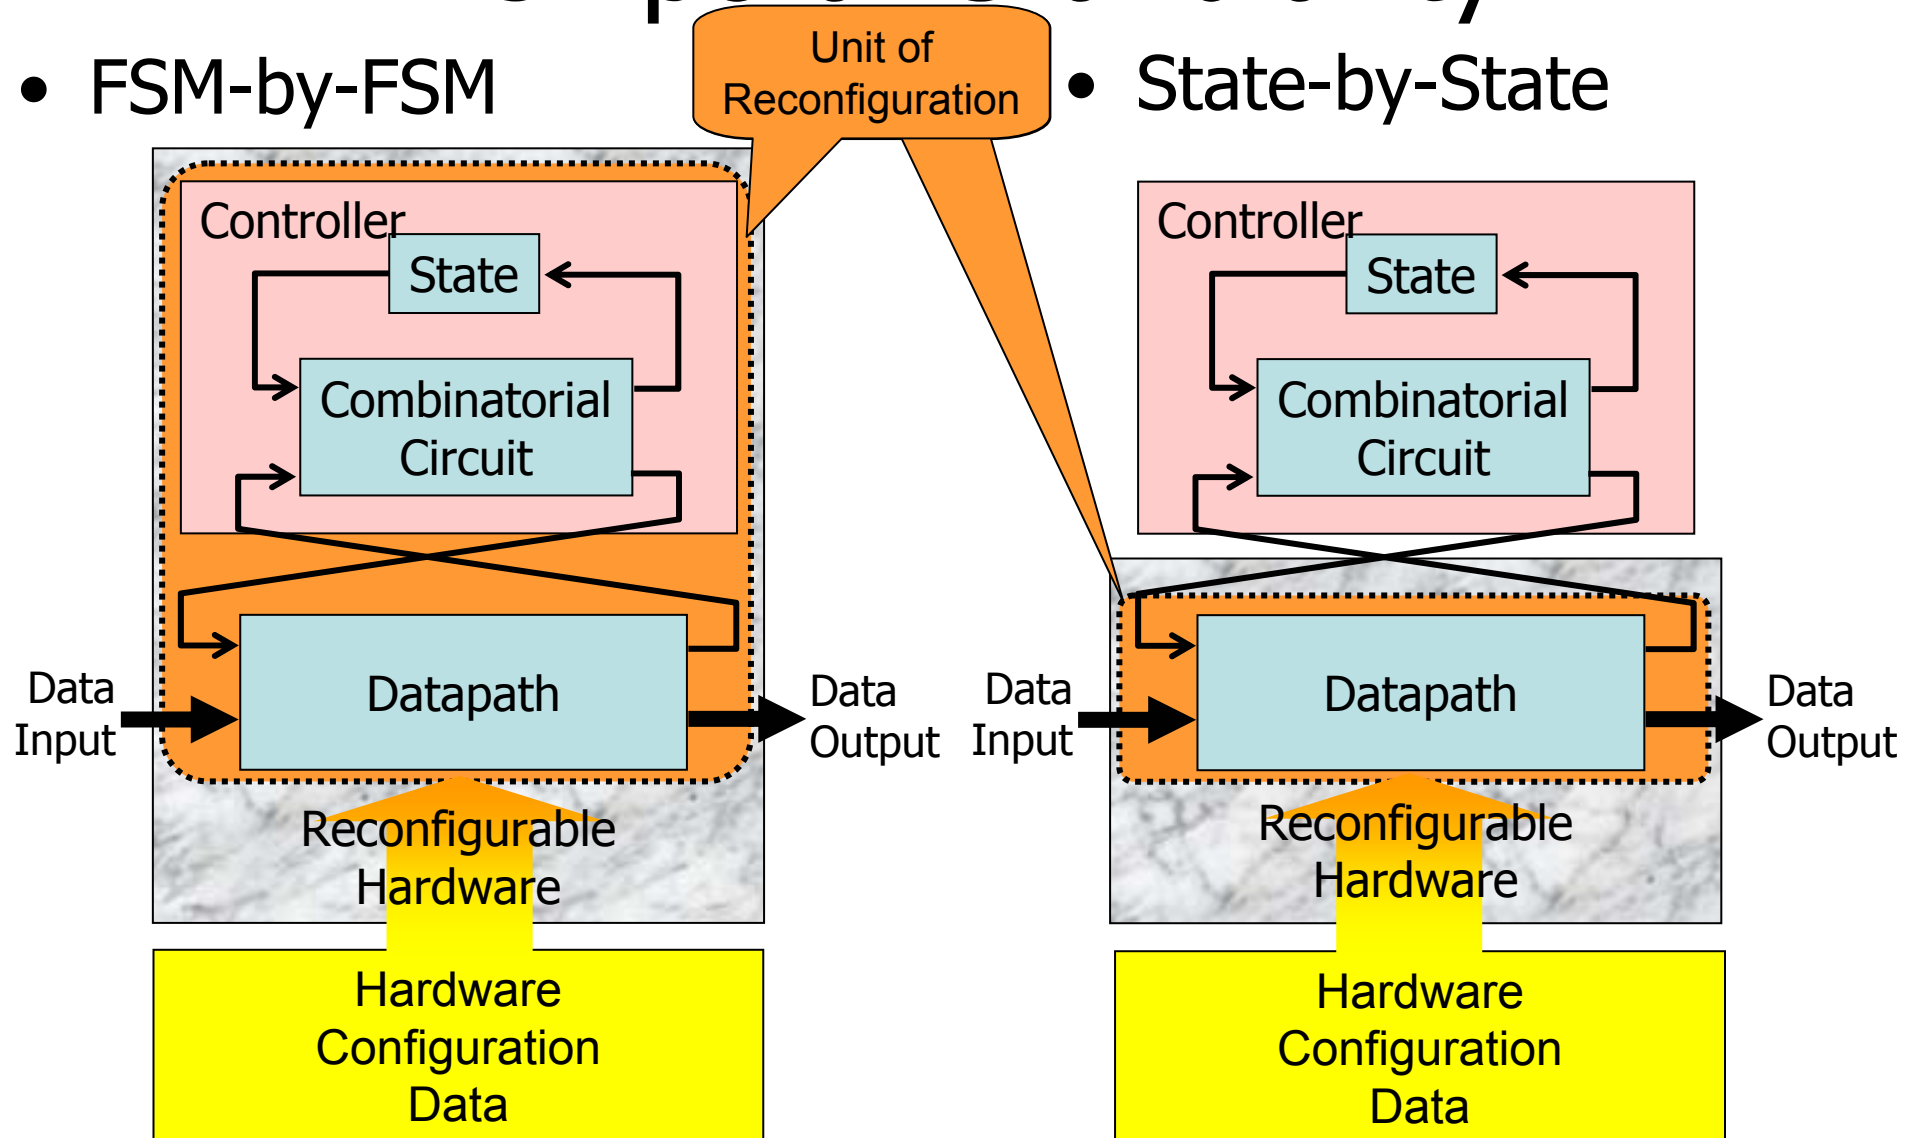 • FSM-by-FSM
Unit of
Reconfiguration
• State-by-State
Controller
State
Combinatorial
Circuit
Datapath
Data
Input
Data
Output
Reconfigurable
Hardware
Hardware
Configuration
Data
Controller
State
Combinatorial
Circuit
Datapath
Data
Input
Data
Output
Reconfigurable
Hardware
Hardware
Configuration
Data